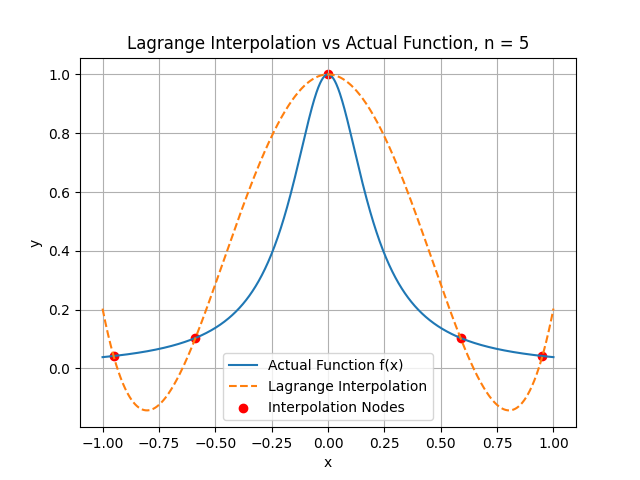 Lagrange Interpolation vs Actual Function, n = 5
1.0
0.8
0.6
y
0.4
0.2
0.0
Actual Function f(x)
Lagrange Interpolation
Interpolation Nodes
−1.00 −0.75 −0.50 −0.25 0.00 0.25 0.50 0.75 1.00
x